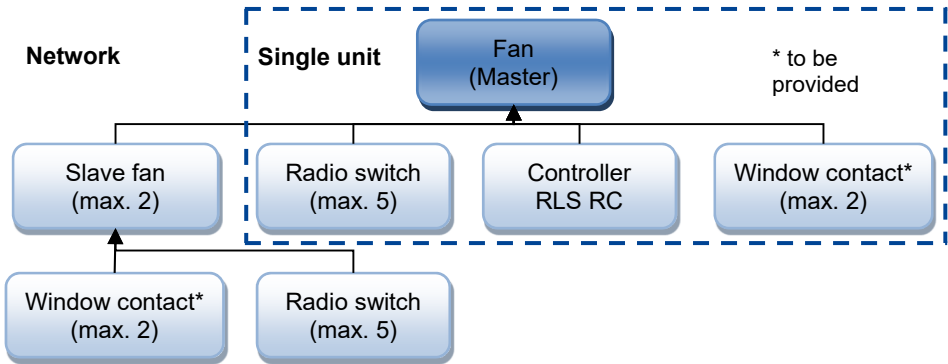 Network
Single unit
Fan
(Master)
* to be
provided
Slave fan
(max. 2)
Radio switch
(max. 5)
Controller
RLS RC
Window contact*
(max. 2)
Window contact*
(max. 2)
Radio switch
(max. 5)